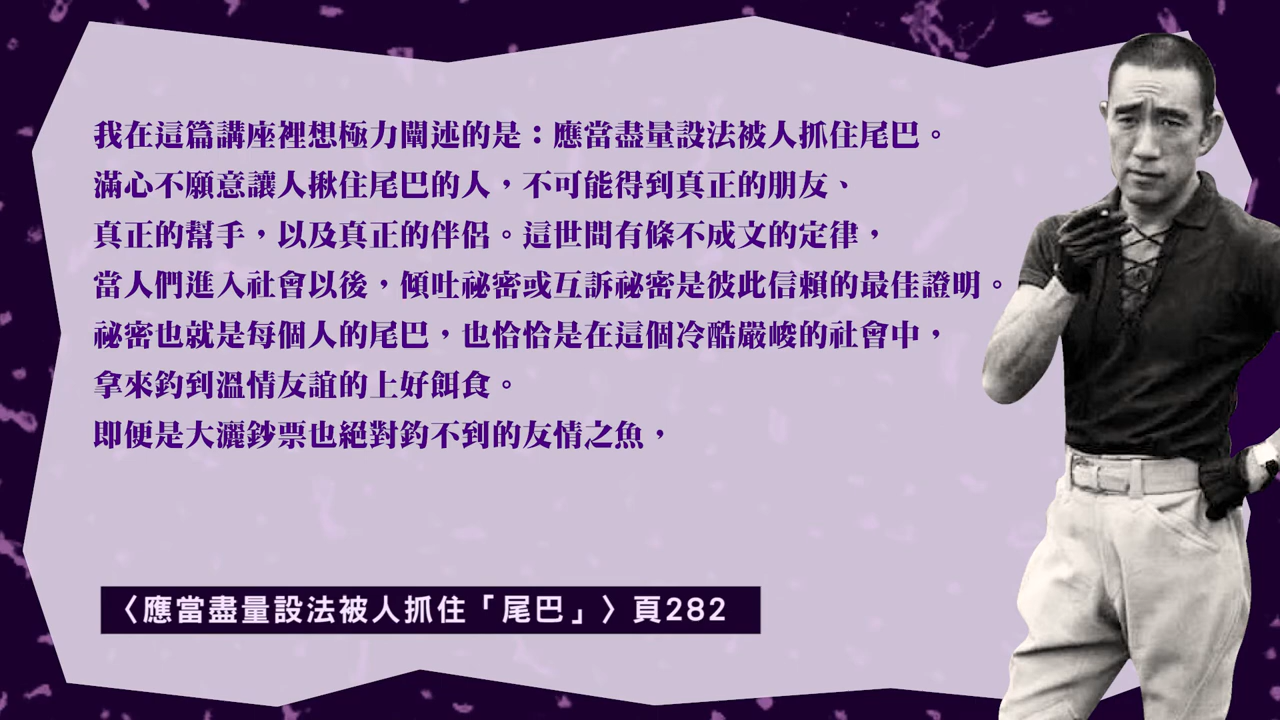 我在這篇講座裡想極力闡述的是：應當盡量設法被人抓住尾巴。
滿心不願意讓人揪住尾巴的人，不可能得到真正的朋友、
真正的幫手，以及真正的伴侶。這世間有條不成文的定律，
當人們進入社會以後，傾吐祕密或互訴祕密是彼此信賴的最佳證明。
祕密也就是每個人的尾巴，也恰恰是在這個冷酷嚴峻的社會中，
拿來釣到溫情友誼的上好餌食。
即便是大灑鈔票也絕對釣不到的友情之魚，
〈應當盡量設法被人抓住「尾巴」〉頁282